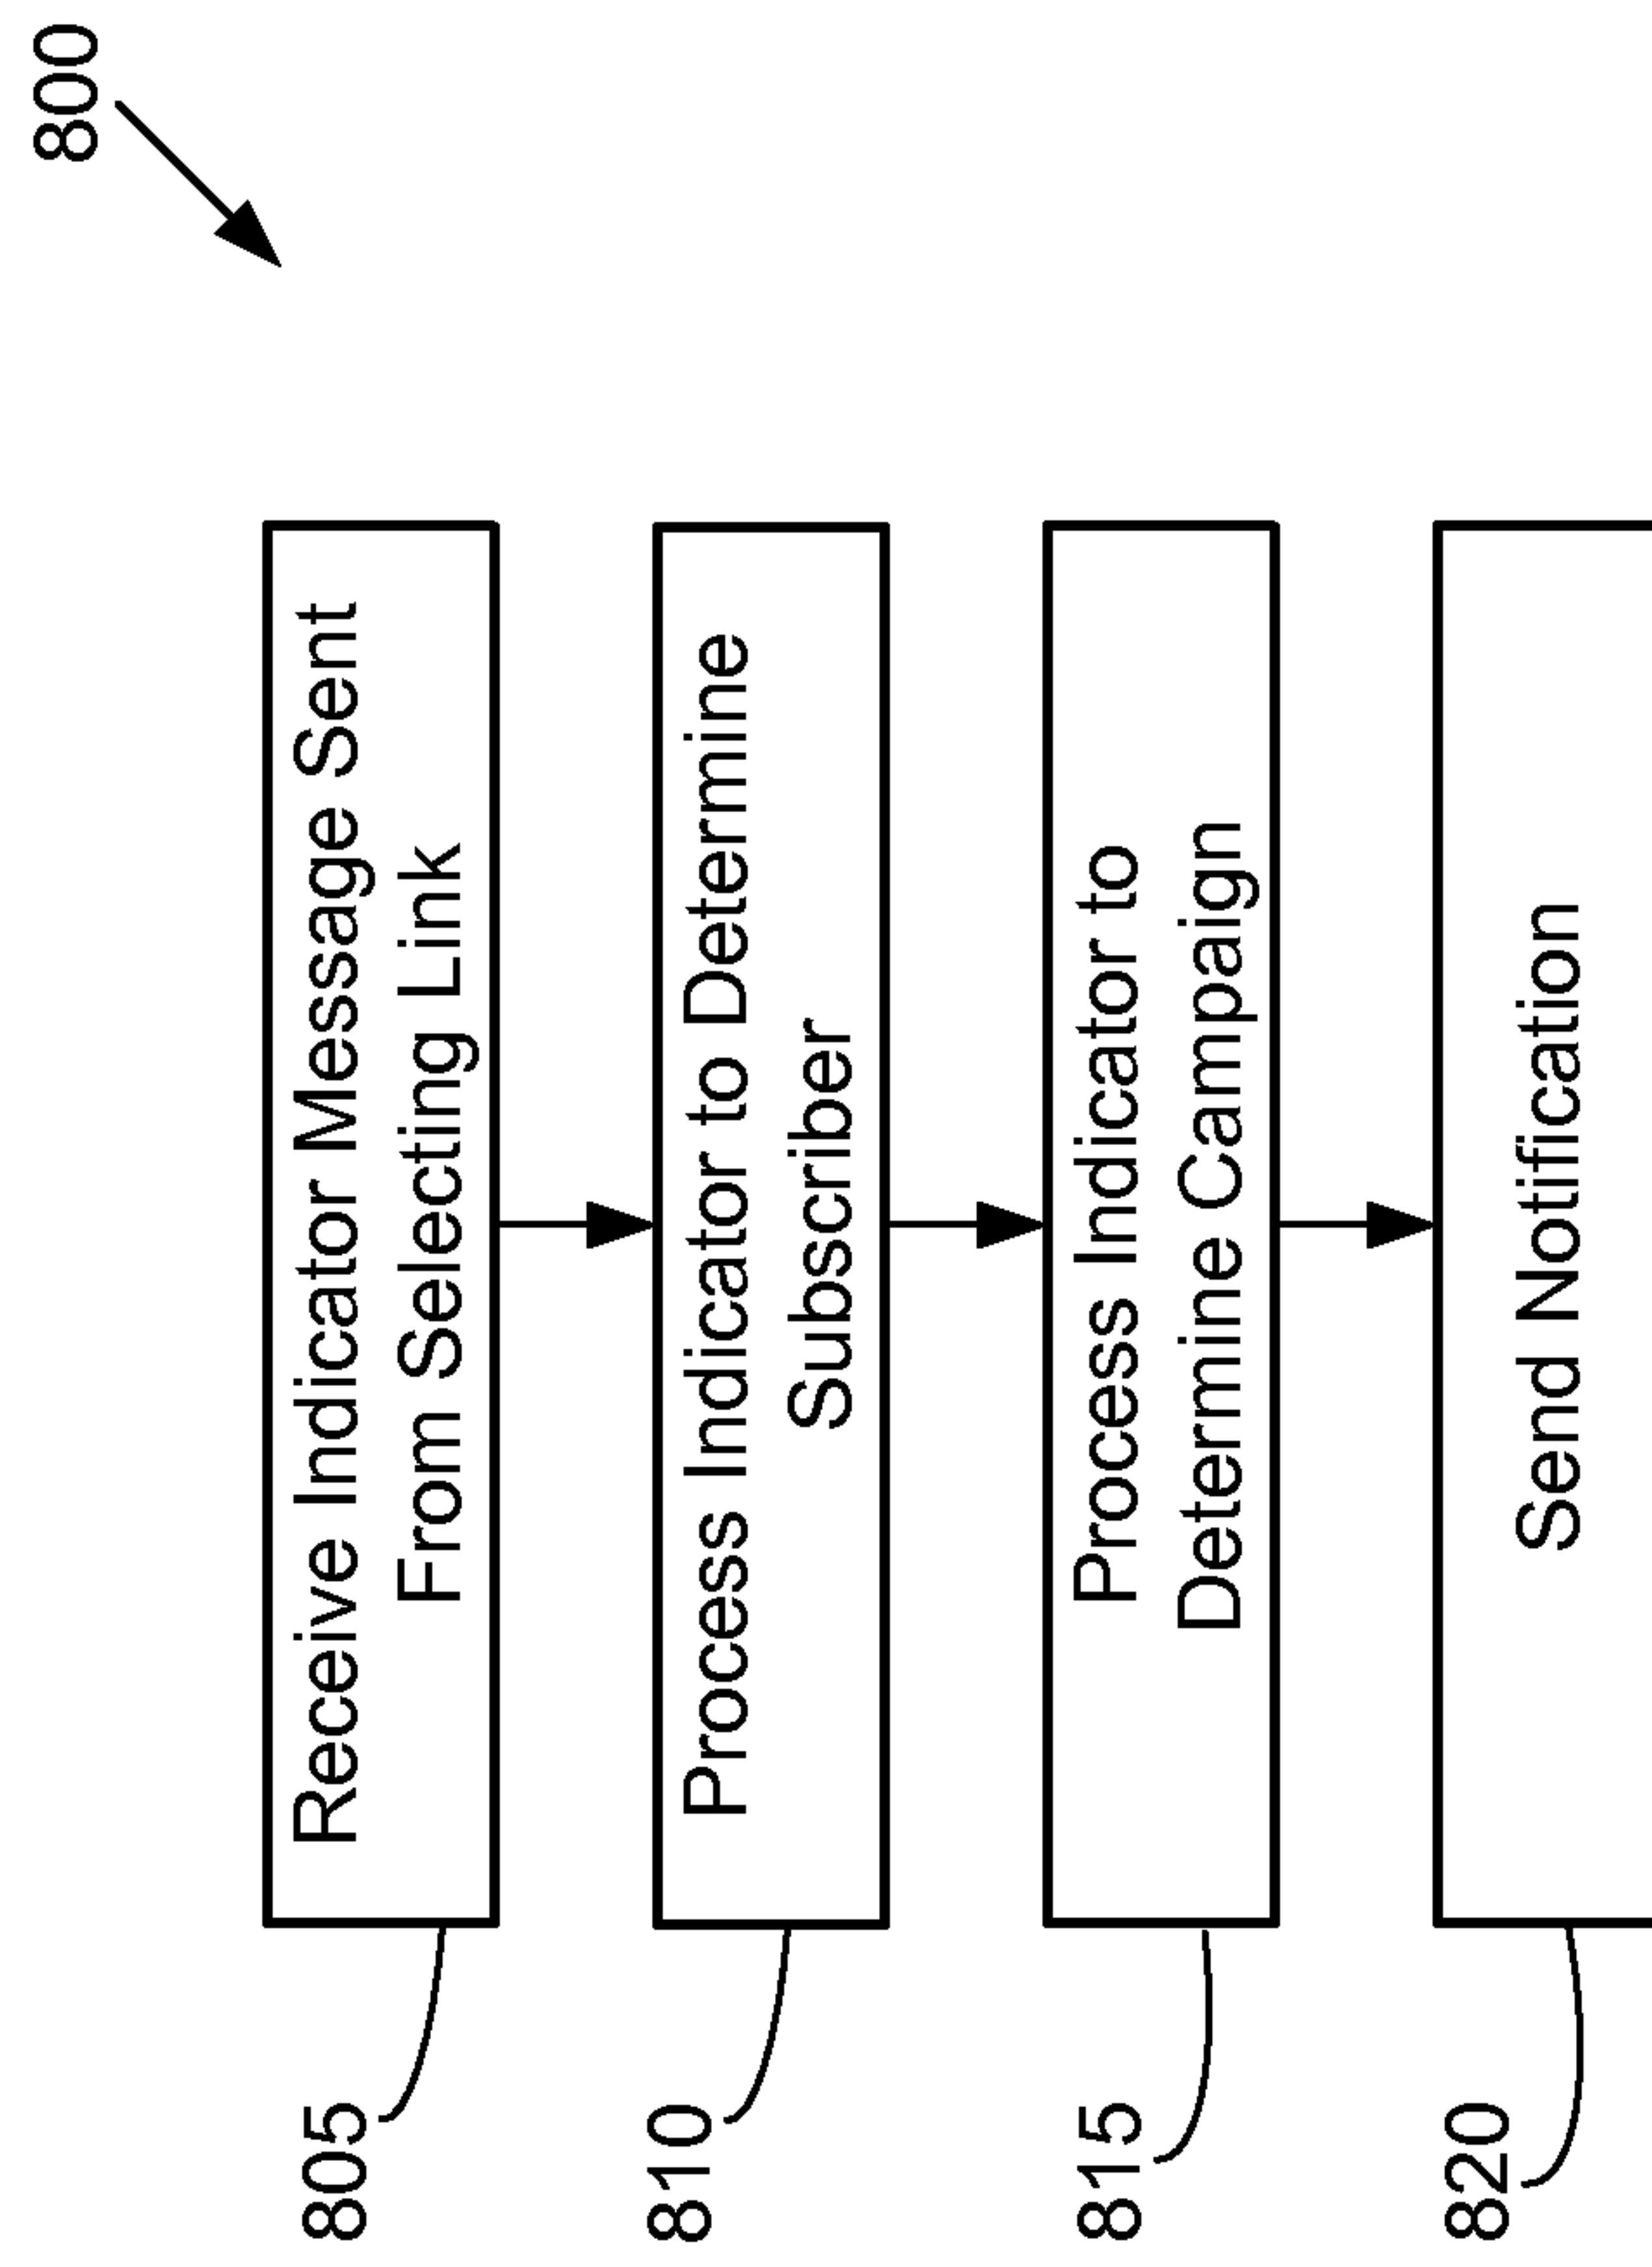 800
805
Receive Indicator Message Sent
From Selecting Link
810
Process Indicator to Determine
Subscriber
815
Process Indicator to
Determine Campaign
820
Send Notification